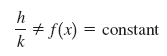 h/k ≠ f(x) = constant